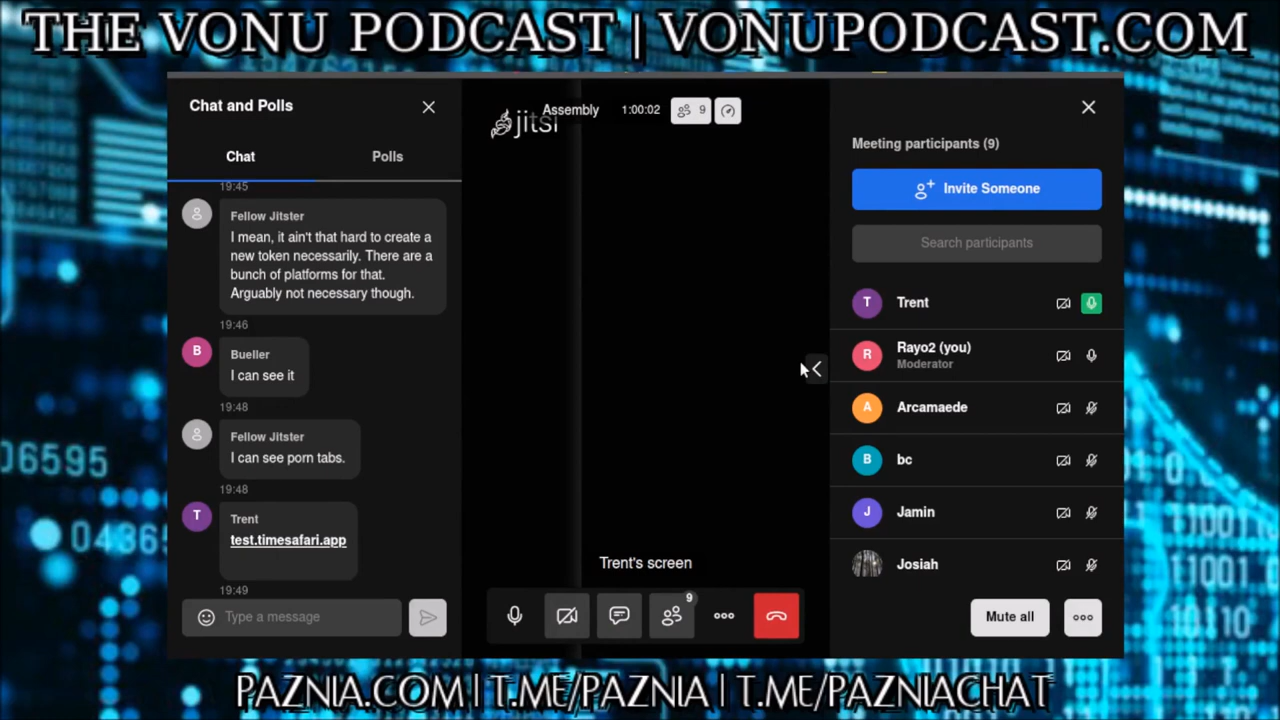 THE VONU PODCAST | VONUPODCAST.COM
Chat and Polls
Chat
Polls
19:45
Fellow Jitster
I mean, it ain't that hard to create a
new token necessarily. There are a
bunch of platforms for that.
Arguably not necessary though.
19:46
B
Bueller
I can see it
19:48
Fellow Jitster
I can see porn tabs.
19:48
T
Trent
test.timesafari.app
19:49
Type a message
jitsi
Assembly
1:00:02
9
Trent's screen
9
Meeting participants (9)
Invite Someone
Search participants
T
Trent
R
Rayo2 (you)
Moderator
A
Arcamaede
B
bc
J
Jamin
Josiah
Mute all
06595
PAZNIA.COM | T.ME/PAZNIA | T.ME/PAZNIACHAT